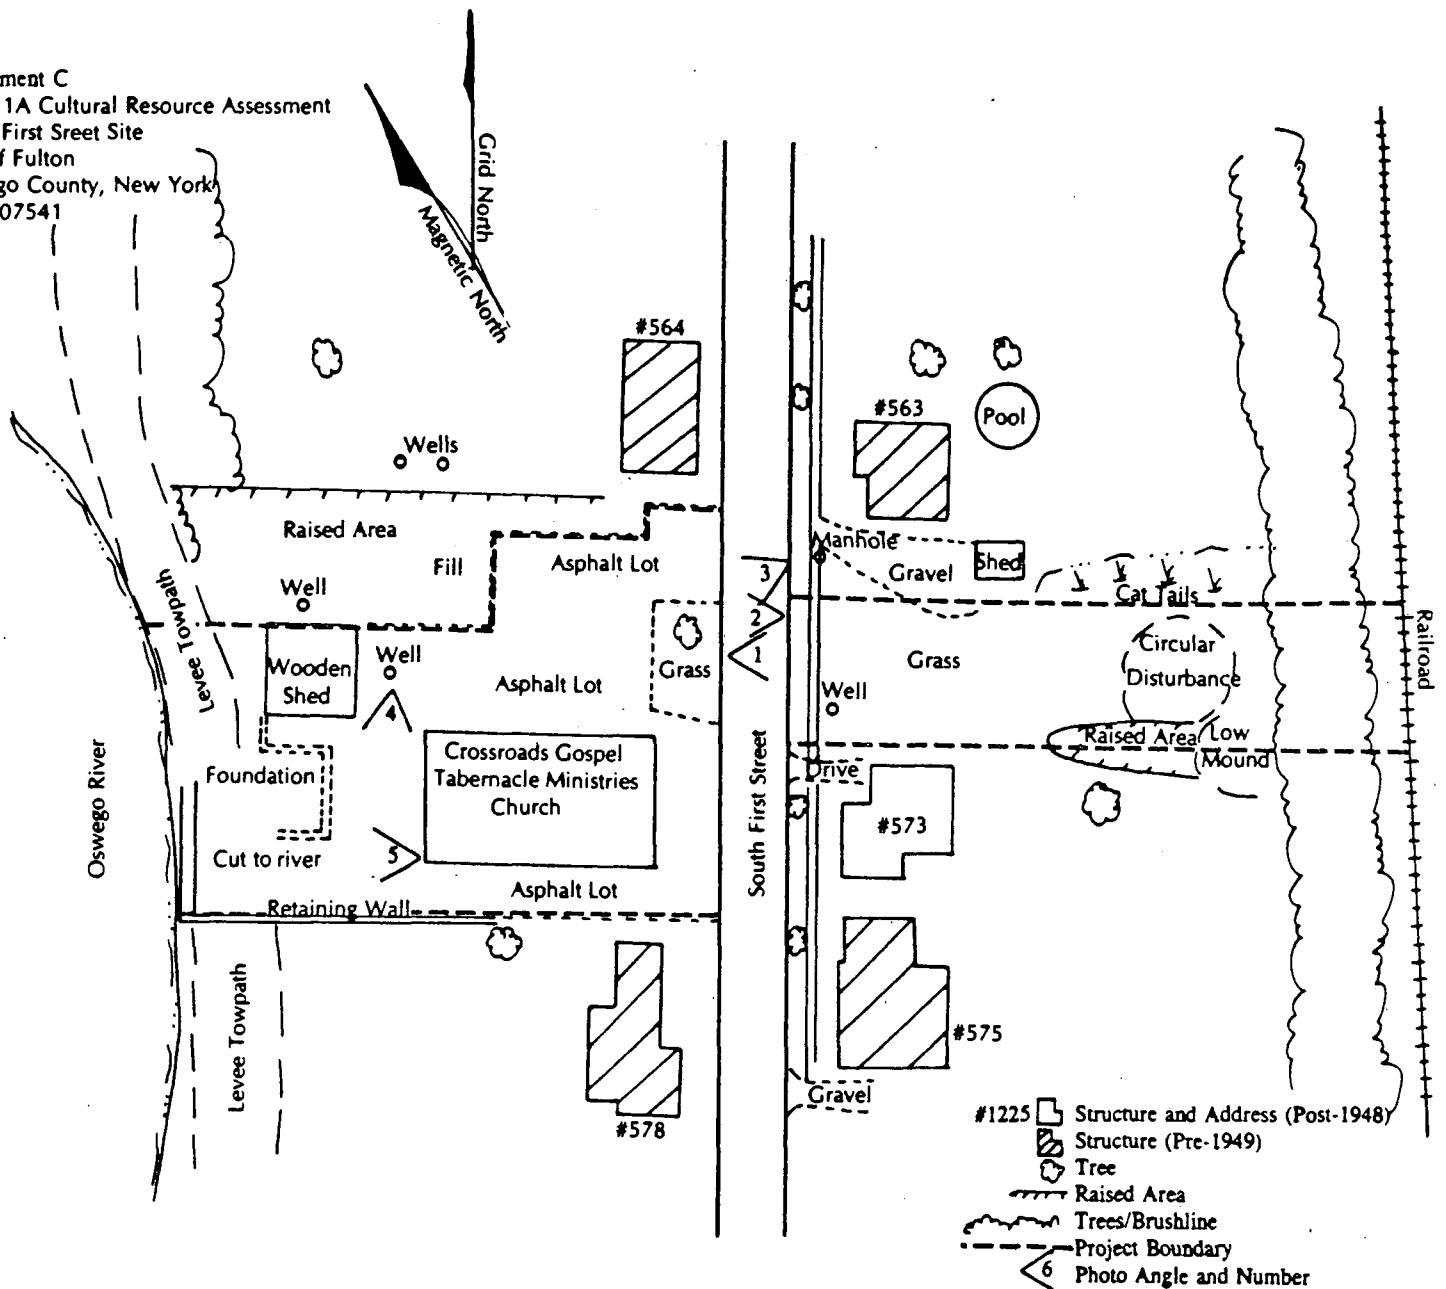 ment C
1A Cultural Resource Assessment
First Sreet Site
f Fulton
go County, New York
07541
Grid North
Magnetic North
#564
#563
Pool
Wells
Raised Area
Fill
Asphalt Lot
Manhole
Shed
Gravel
Cat Tails
Well
3
2
1
Levee Towpath
Wooden
Shed
Well
4
Asphalt Lot
Grass
Grass
Well
Circular
Disturbance
Railroad
Raised Area
Low
Mound
Drive
Crossroads Gospel
Tabernacle Ministries
Church
Foundation
Oswego River
South First Street
#573
Cut to river
5
Asphalt Lot
Retaining Wall
Levee Towpath
#575
#578
Gravel
#1225 Structure and Address (Post-1948)
Structure (Pre-1949)
Tree
Raised Area
Trees/Brushline
Project Boundary
6 Photo Angle and Number